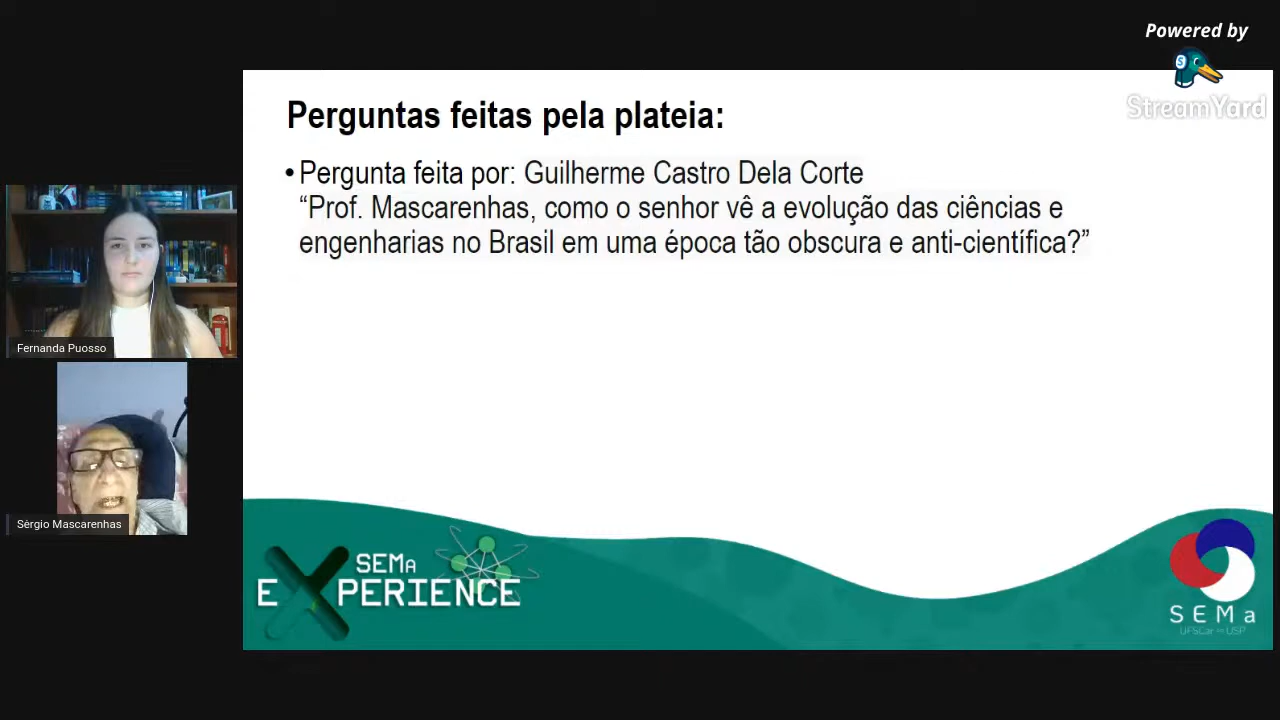 Powered by
StreamYard
Perguntas feitas pela plateia:
•Pergunta feita por: Guilherme Castro Dela Corte
“Prof. Mascarenhas, como o senhor vê a evolução das ciências e
engenharias no Brasil em uma época tão obscura e anti-científica?”
Fernanda Puosso
Sérgio Mascarenhas
SEMa
EXPERIENCE
SEMa
UFSCar USP